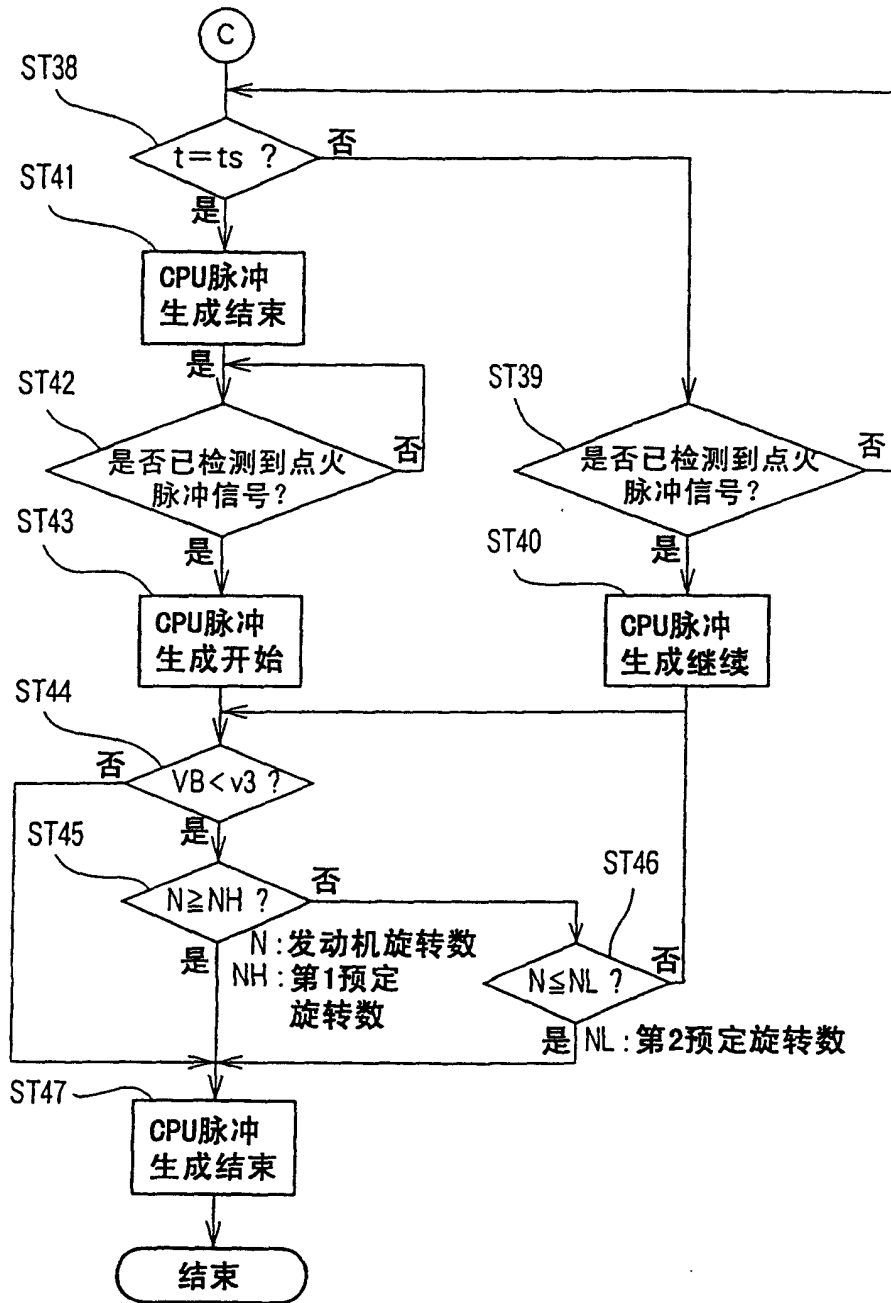 C
ST38
t=ts ?
否
ST41
是
CPU脉冲
生成结束
是
ST42
是否已检测到点火
脉冲信号?
否
ST39
是否已检测到点火
脉冲信号?
否
ST43
是
CPU脉冲
生成开始
ST40
是
CPU脉冲
生成继续
ST44
否
VB<v3 ?
是
ST45
N≧NH ?
否
ST46
是
N:发动机旋转数
NH:第1预定
旋转数
N≦NL ?
否
是
NL:第2预定旋转数
ST47
CPU脉冲
生成结束
结束